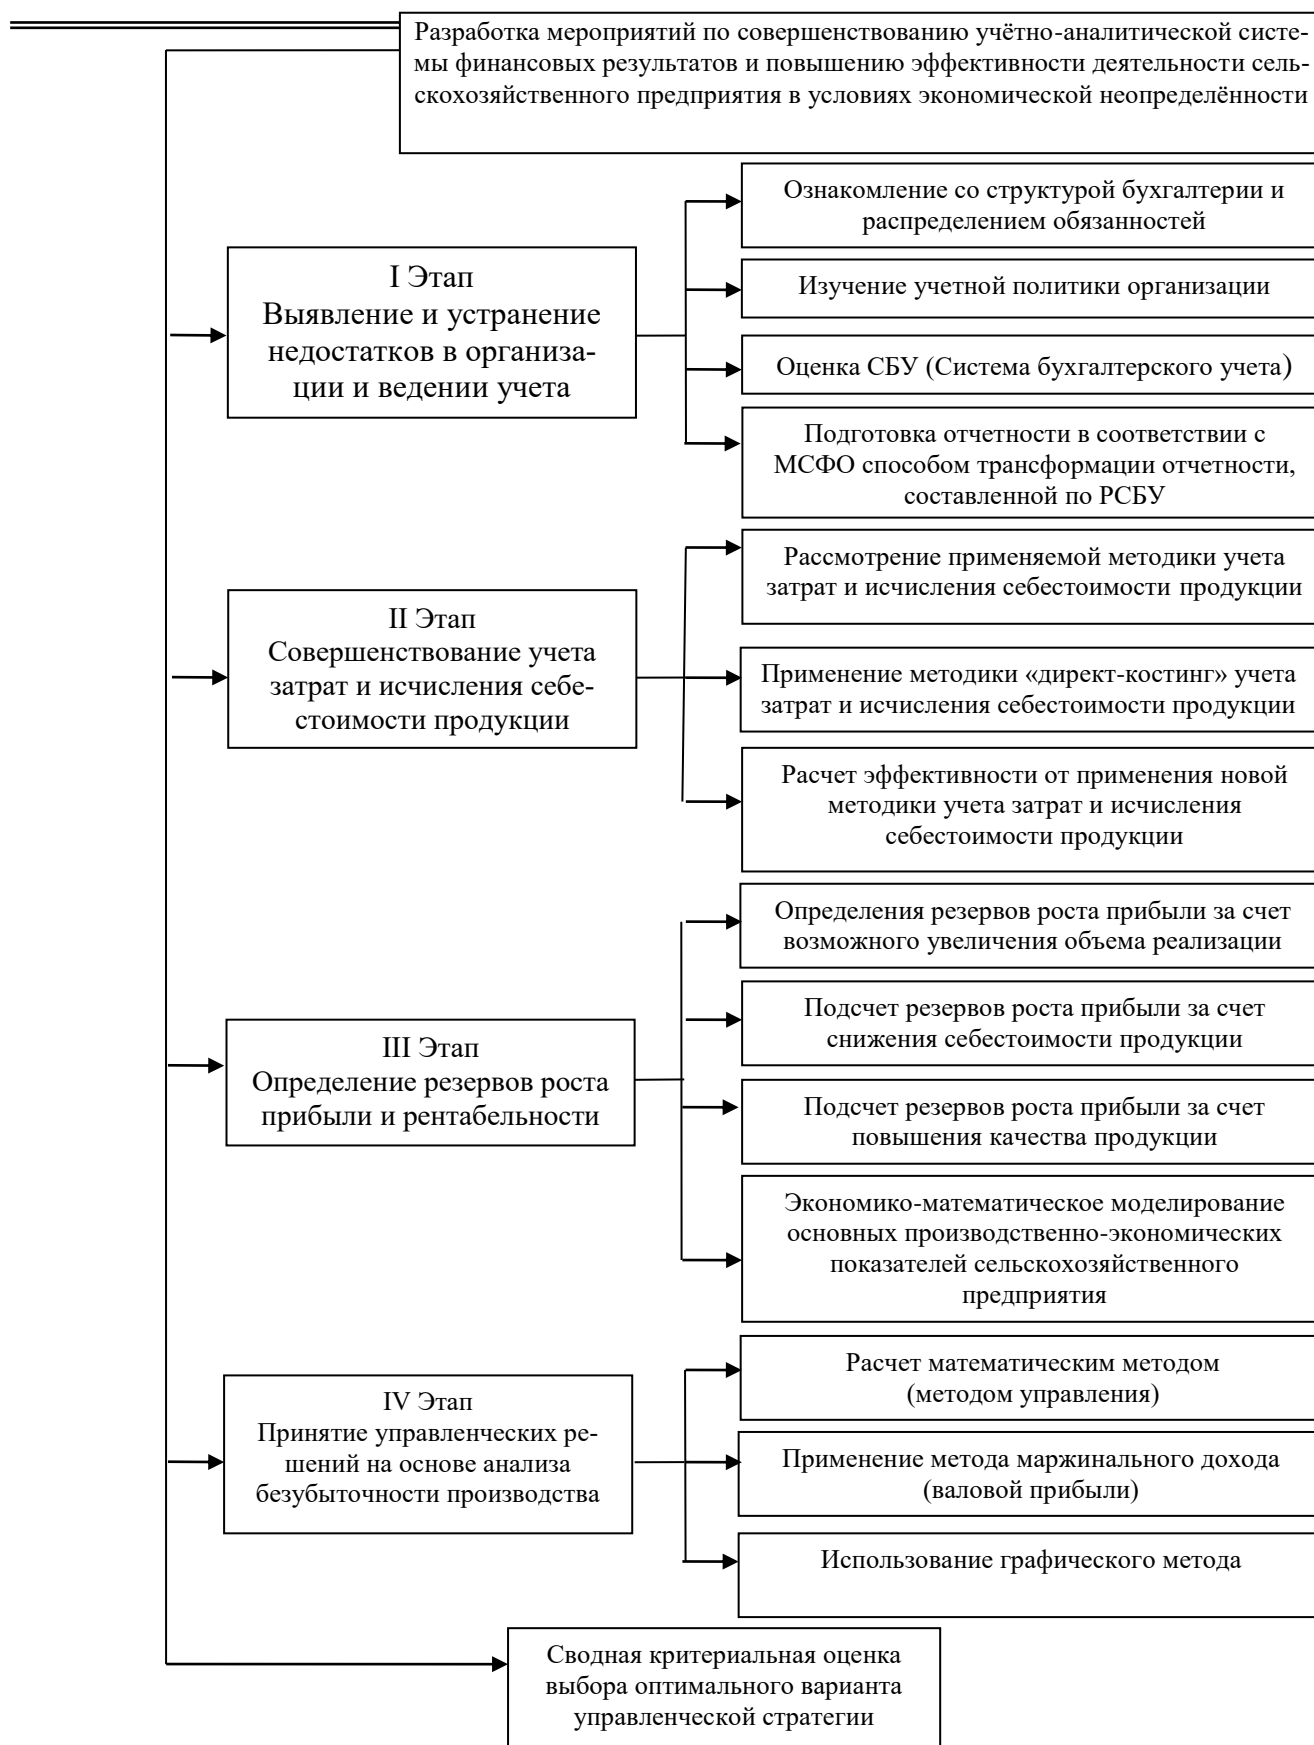 Разработка мероприятий по совершенствованию учётно-аналитической систе-
мы финансовых результатов и повышению эффективности деятельности сель-
скохозяйственного предприятия в условиях экономической неопределённости
I Этап
Выявление и устранение
недостатков в организа-
ции и ведении учета
Ознакомление со структурой бухгалтерии и
распределением обязанностей
Изучение учетной политики организации
Оценка СБУ (Система бухгалтерского учета)
Подготовка отчетности в соответствии с
МСФО способом трансформации отчетности,
составленной по РСБУ
II Этап
Совершенствование учета
затрат и исчисления себе-
стоимости продукции
Рассмотрение применяемой методики учета
затрат и исчисления себестоимости продукции
Применение методики «директ-костинг» учета
затрат и исчисления себестоимости продукции
Расчет эффективности от применения новой
методики учета затрат и исчисления
себестоимости продукции
III Этап
Определение резервов роста
прибыли и рентабельности
Определения резервов роста прибыли за счет
возможного увеличения объема реализации
Подсчет резервов роста прибыли за счет
снижения себестоимости продукции
Подсчет резервов роста прибыли за счет
повышения качества продукции
Экономико-математическое моделирование
основных производственно-экономических
показателей сельскохозяйственного
предприятия
IV Этап
Принятие управленческих ре-
шений на основе анализа
безубыточности производства
Расчет математическим методом
(методом управления)
Применение метода маржинального дохода
(валовой прибыли)
Использование графического метода
Сводная критериальная оценка
выбора оптимального варианта
управленческой стратегии